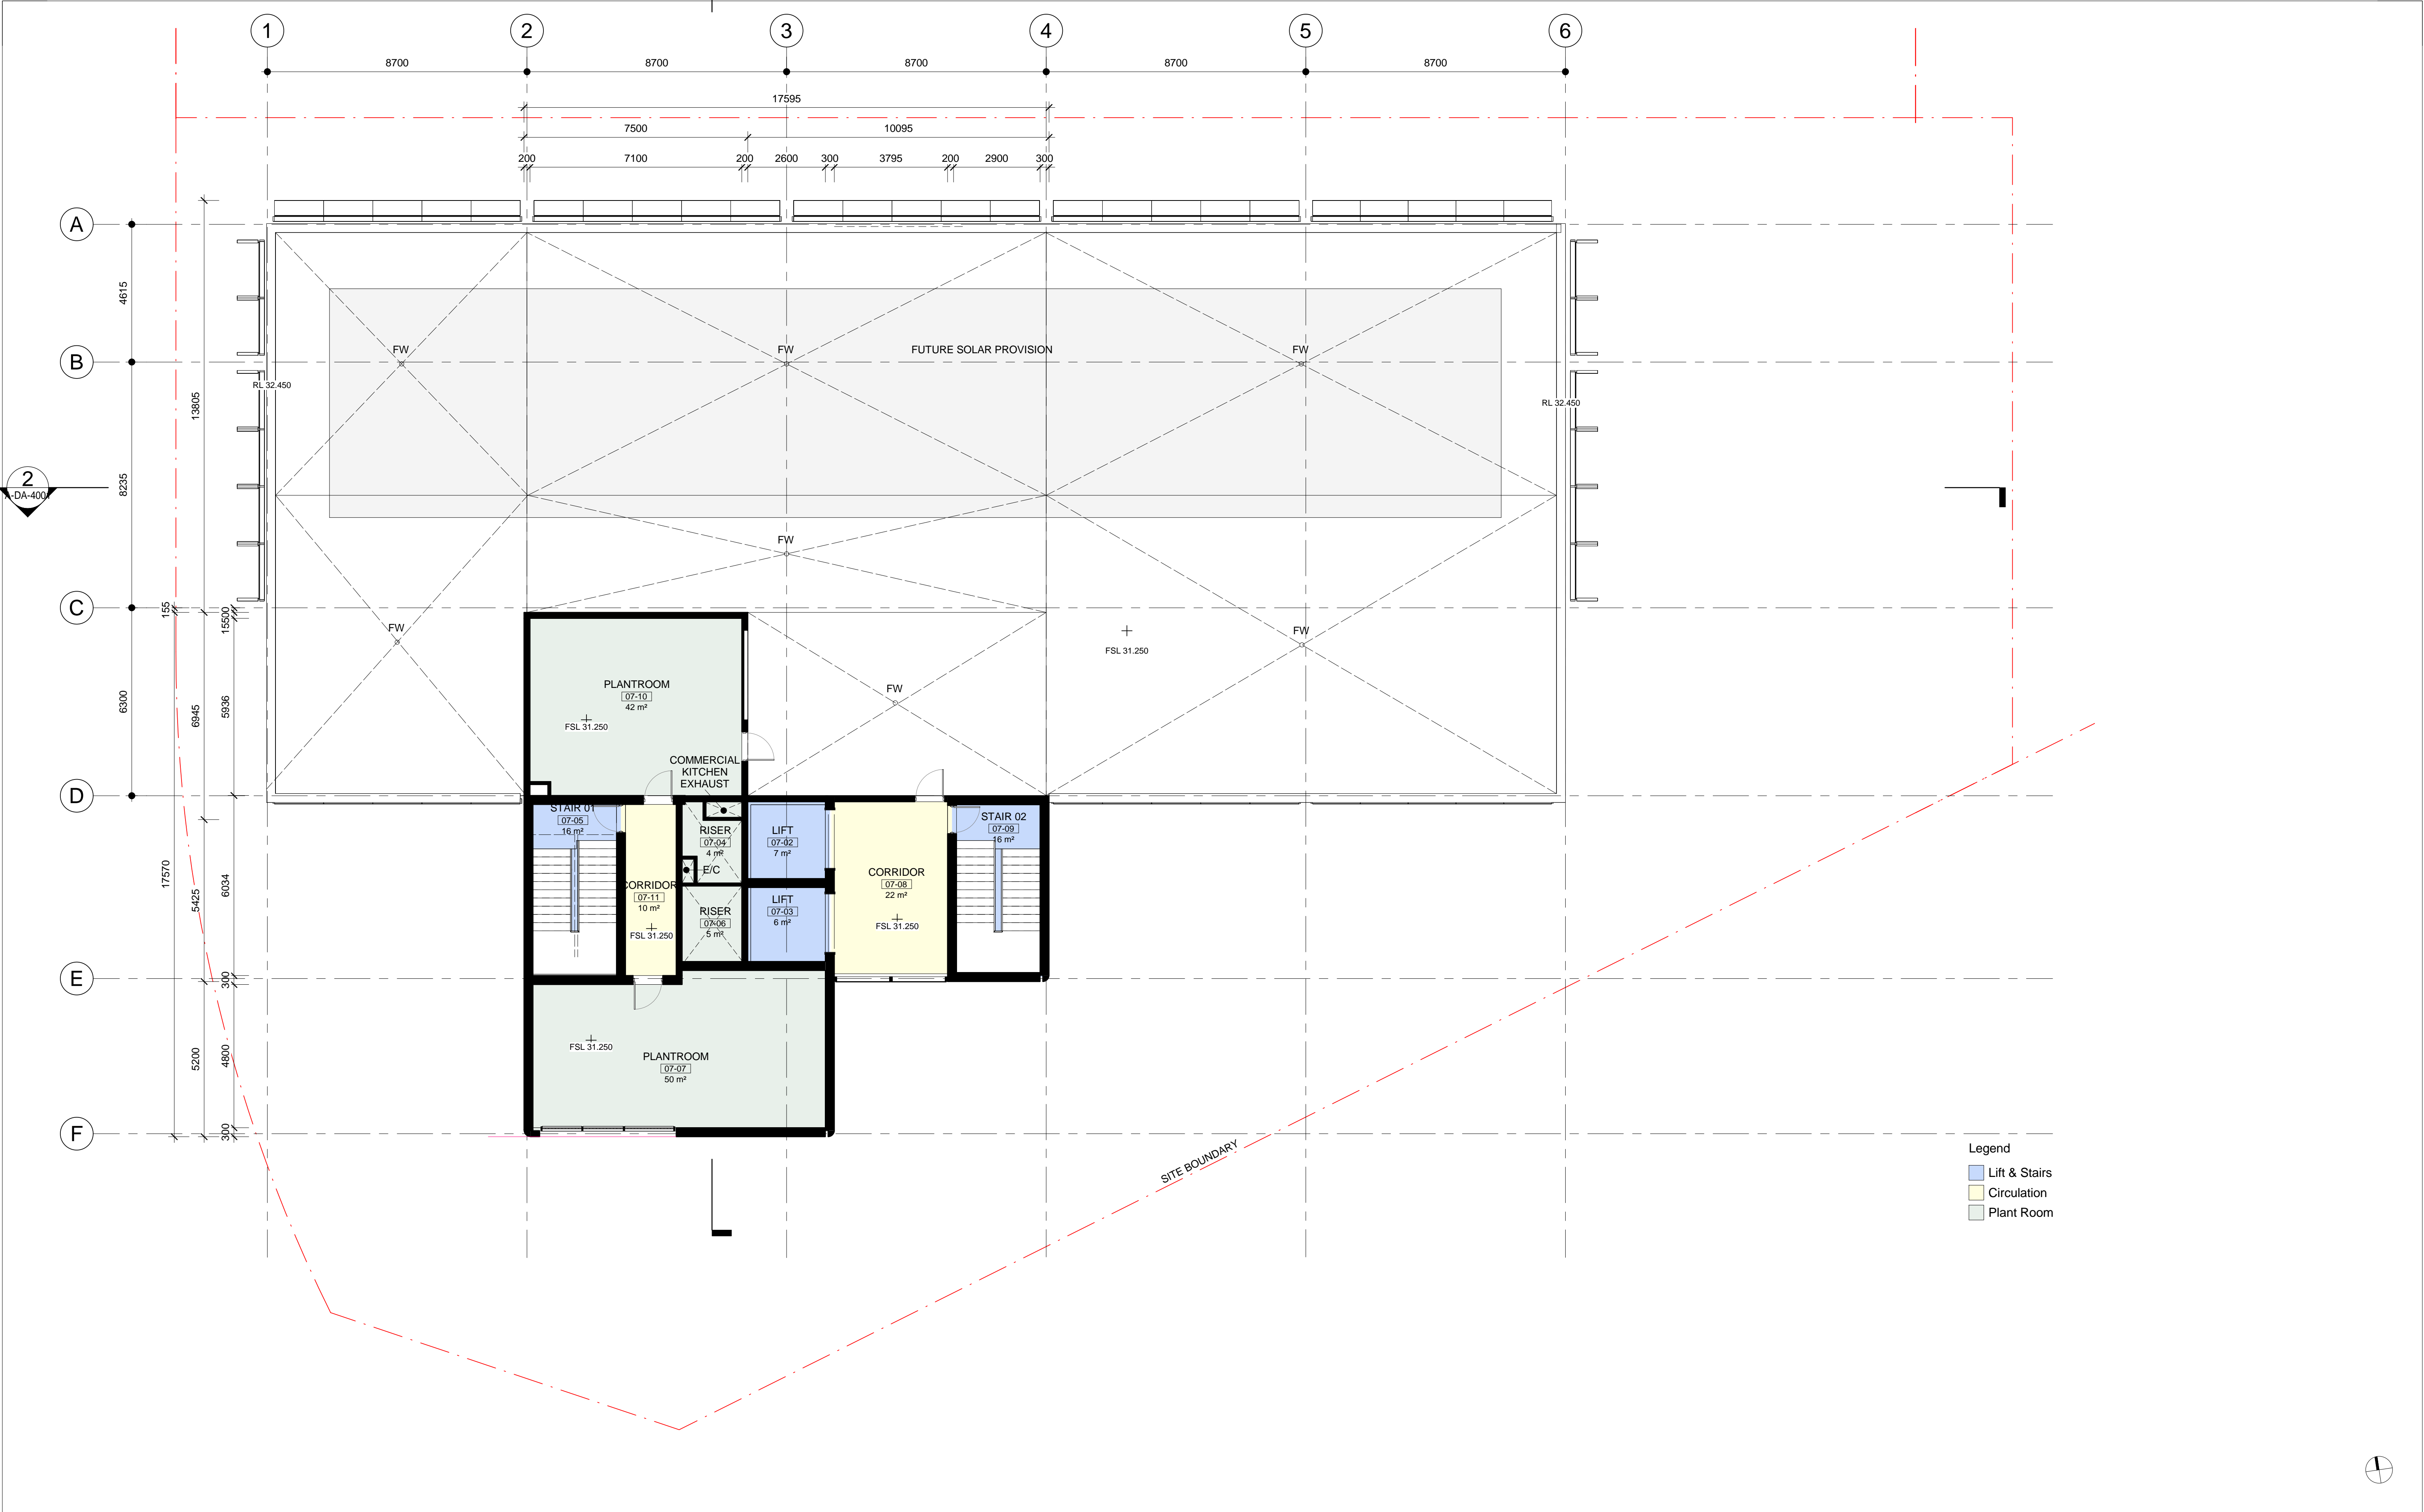 1 2 3 4 5 6
8700 8700 8700 8700 8700
17595
7500 10095
200 7100 200 2600 300 3795 200 2900 300
A
4615
B
FW FW FUTURE SOLAR PROVISION FW
RL 32.450
RL 32.450
13805
8235
2
A-DA-4001
FW
C
155
15500
FW
FW
FSL 31.250
6300
6945
5936
PLANTROOM
07-10
42 m²
FSL 31.250
FW
COMMERCIAL
KITCHEN
EXHAUST
D
STAIR 01
07-05
16 m²
RISER
07-04
4 m²
E/C
LIFT
07-02
7 m²
STAIR 02
07-09
16 m²
17570
5425
6034
CORRIDOR
07-11
10 m²
FSL 31.250
RISER
07-06
5 m²
LIFT
07-03
6 m²
CORRIDOR
07-08
22 m²
FSL 31.250
E
300
5200
4800
FSL 31.250
PLANTROOM
07-07
50 m²
F
300
SITE BOUNDARY
Legend
Lift & Stairs
Circulation
Plant Room